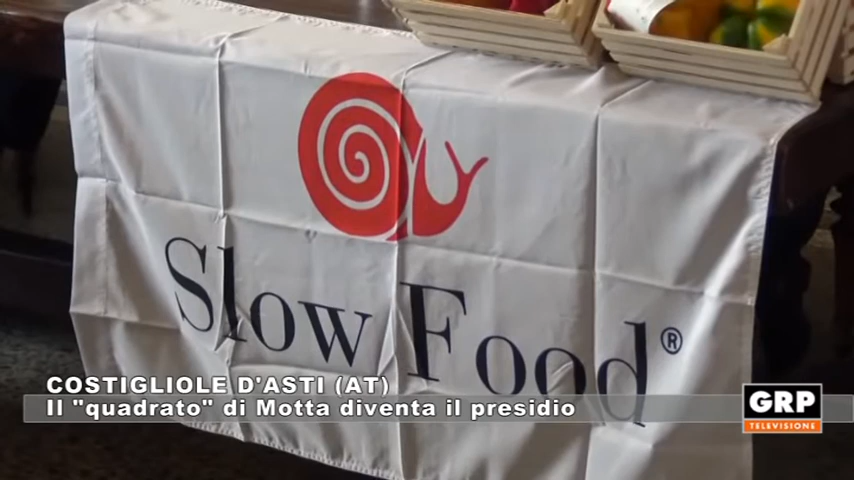 Slow Food®
COSTIGLIOLE D'ASTI (AT)
Il "quadrato" di Motta diventa il presidio
GRP
TELEVISIONE